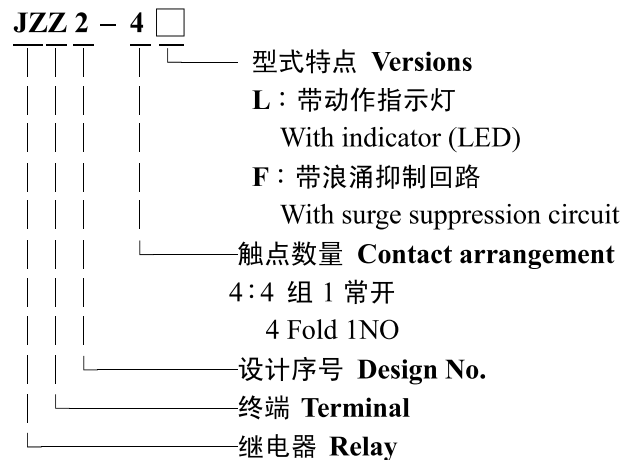 JZZ2-4□
型式特点 Versions
L：带动作指示灯
With indicator (LED)
F：带浪涌抑制回路
With surge suppression circuit
触点数量 Contact arrangement
4:4 组 1 常开
4 Fold 1NO
设计序号 Design No.
终端 Terminal
继电器 Relay